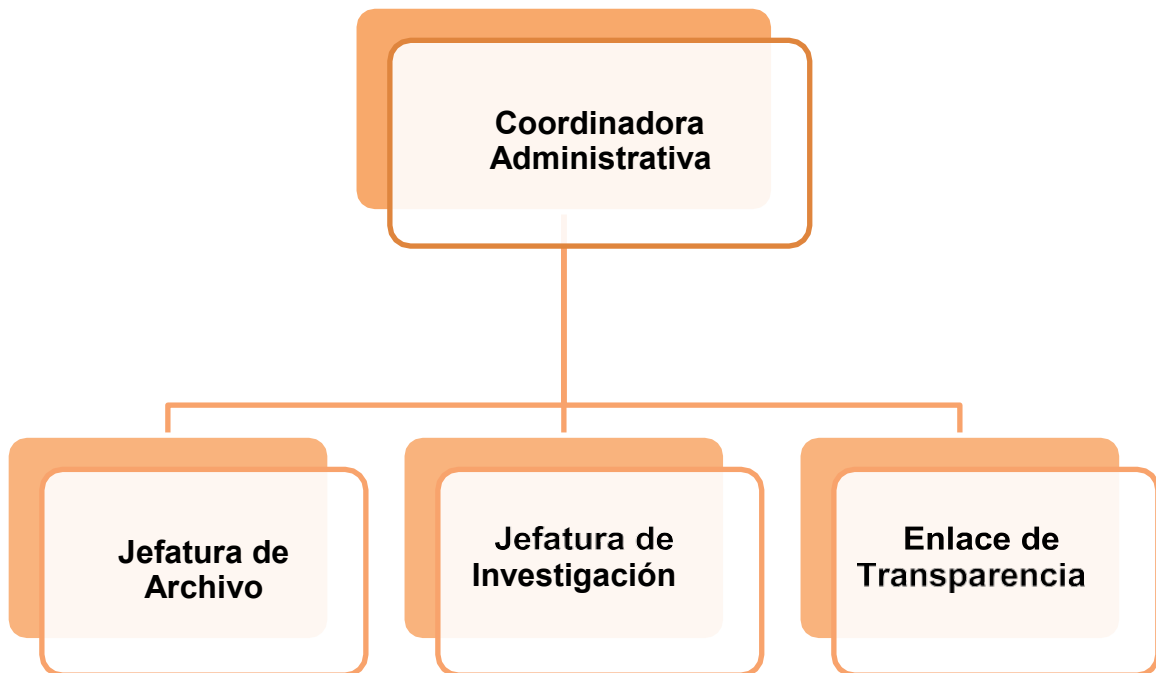 Coordinadora
Administrativa
Jefatura de
Archivo
Jefatura de
Investigación
Enlace de
Transparencia